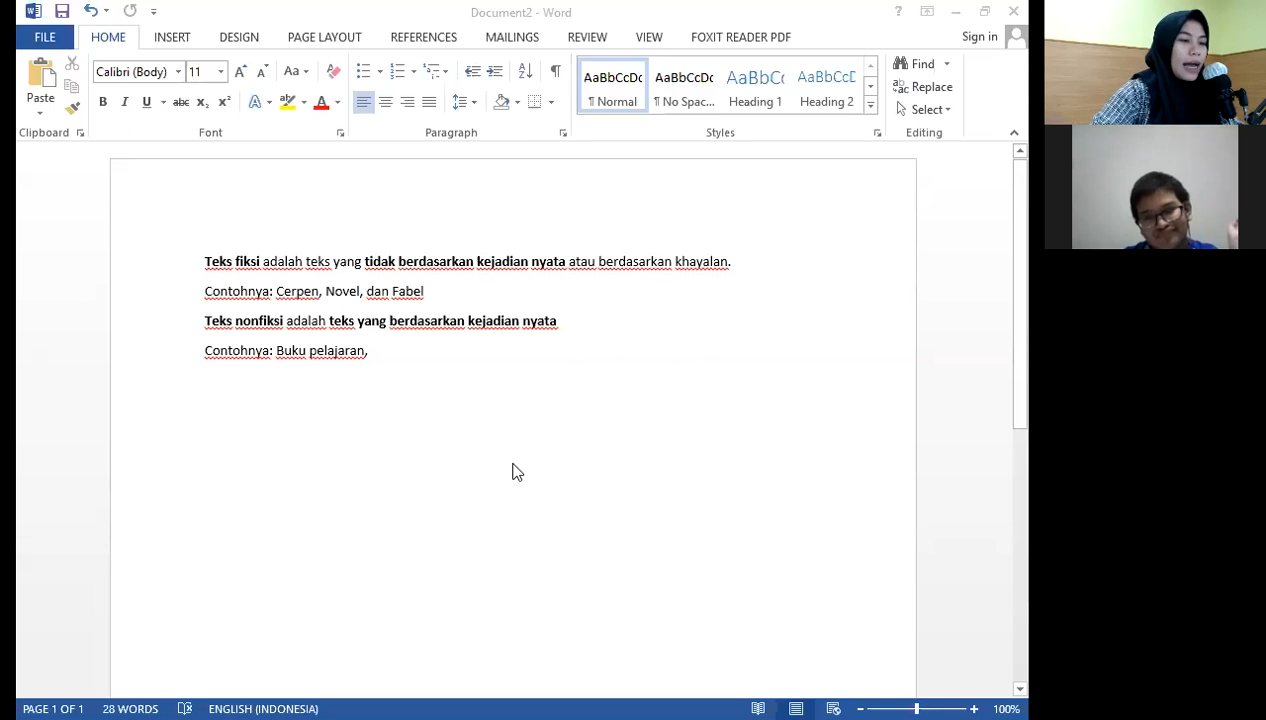 Document2 - Word
FILE HOME INSERT DESIGN PAGE LAYOUT REFERENCES MAILINGS REVIEW VIEW FOXIT READER PDF Sign in
Calibri (Body) 11 Aa
AaBbCcDc AaBbCcDc AaBbCc AaBbCcD
Find
Paste
Replace
¶ Normal ¶ No Spac... Heading 1 Heading 2
Select
Clipboard Font Paragraph Styles Editing
Teks fiksi adalah teks yang tidak berdasarkan kejadian nyata atau berdasarkan khayalan.
Contohnya: Cerpen, Novel, dan Fabel
Teks nonfiksi adalah teks yang berdasarkan kejadian nyata
Contohnya: Buku pelajaran,
PAGE 1 OF 1 28 WORDS ENGLISH (INDONESIA) 100%